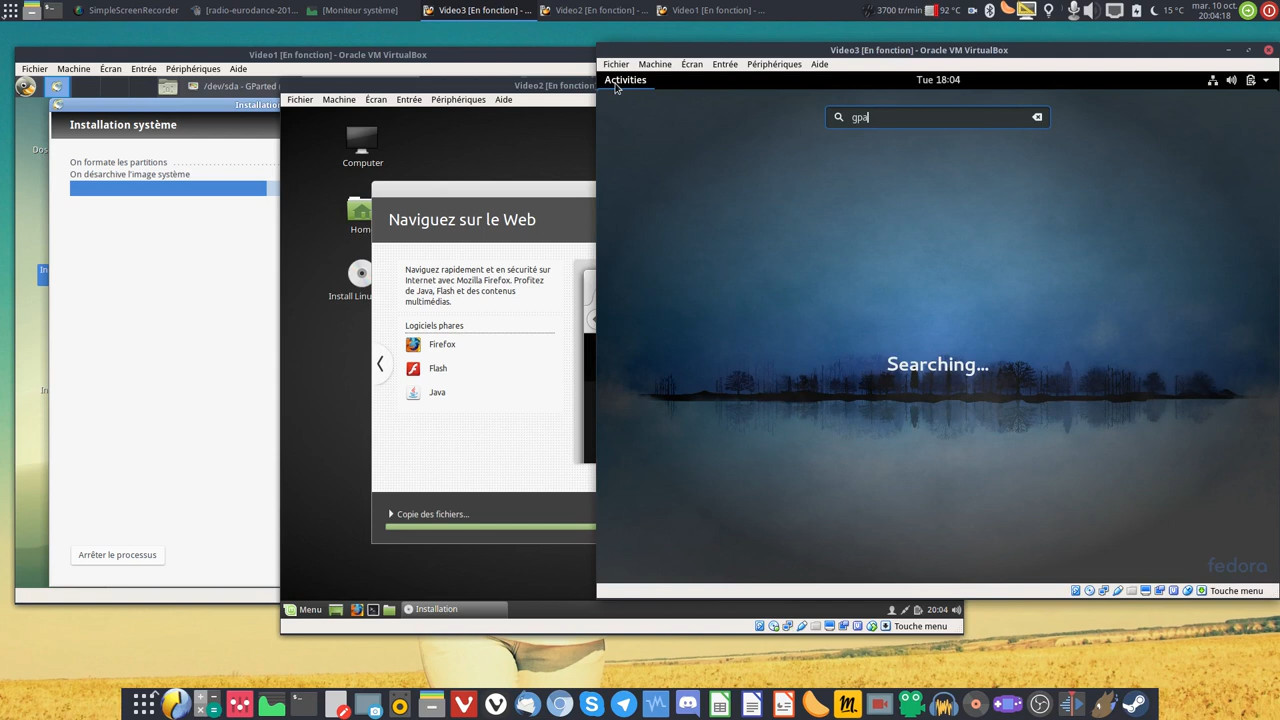 SimpleScreenRecorder
[radio-eurodance-201...
[Moniteur système]
Video3 [En fonction] - ...
Video2 [En fonction] - ...
Video1 [En fonction] - ...
3700 tr/min
92 °C
15 °C
mar. 10 oct.
20:04:18
Video1 [En fonction] - Oracle VM VirtualBox
Fichier Machine Écran Entrée Périphériques Aide
/dev/sda - GParted
Installation
Installation système
On formate les partitions
On désarchive l'image système
Arrêter le processus
Video2 [En fonction
Fichier Machine Écran Entrée Périphériques Aide
Computer
Home
Install Linu
Naviguez sur le Web
Naviguez rapidement et en sécurité sur
Internet avec Mozilla Firefox. Profitez
de Java, Flash et des contenus
multimédias.
Logiciels phares
Firefox
Flash
Java
Copie des fichiers...
Menu
Installation
20:04
Touche menu
Video3 [En fonction] - Oracle VM VirtualBox
Fichier Machine Écran Entrée Périphériques Aide
Activities
Tue 18:04
gpa
Searching...
fedora
Touche menu